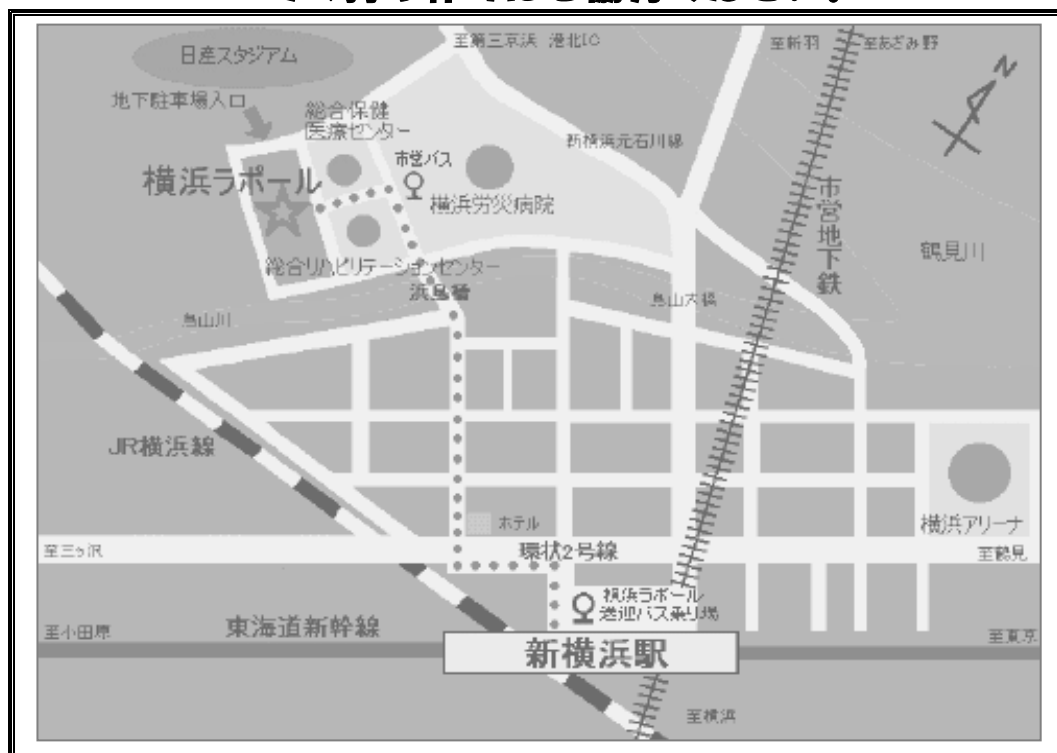 日産スタジアム
至第三京浜 港北IC
至新羽
至あざみ野
N
地下駐車場入口
総合保健
医療センター
市営バス
新横浜元石川線
横浜ラポール
横浜労災病院
市営地下鉄
鶴見川
総合リハビリテーションセンター
浜鳥橋
鳥山大橋
鳥山川
JR横浜線
ホテル
横浜アリーナ
至三ッ沢
環状2号線
至鶴見
横浜ラポール
送迎バス乗り場
至小田原
東海道新幹線
至東京
新横浜駅
至横浜